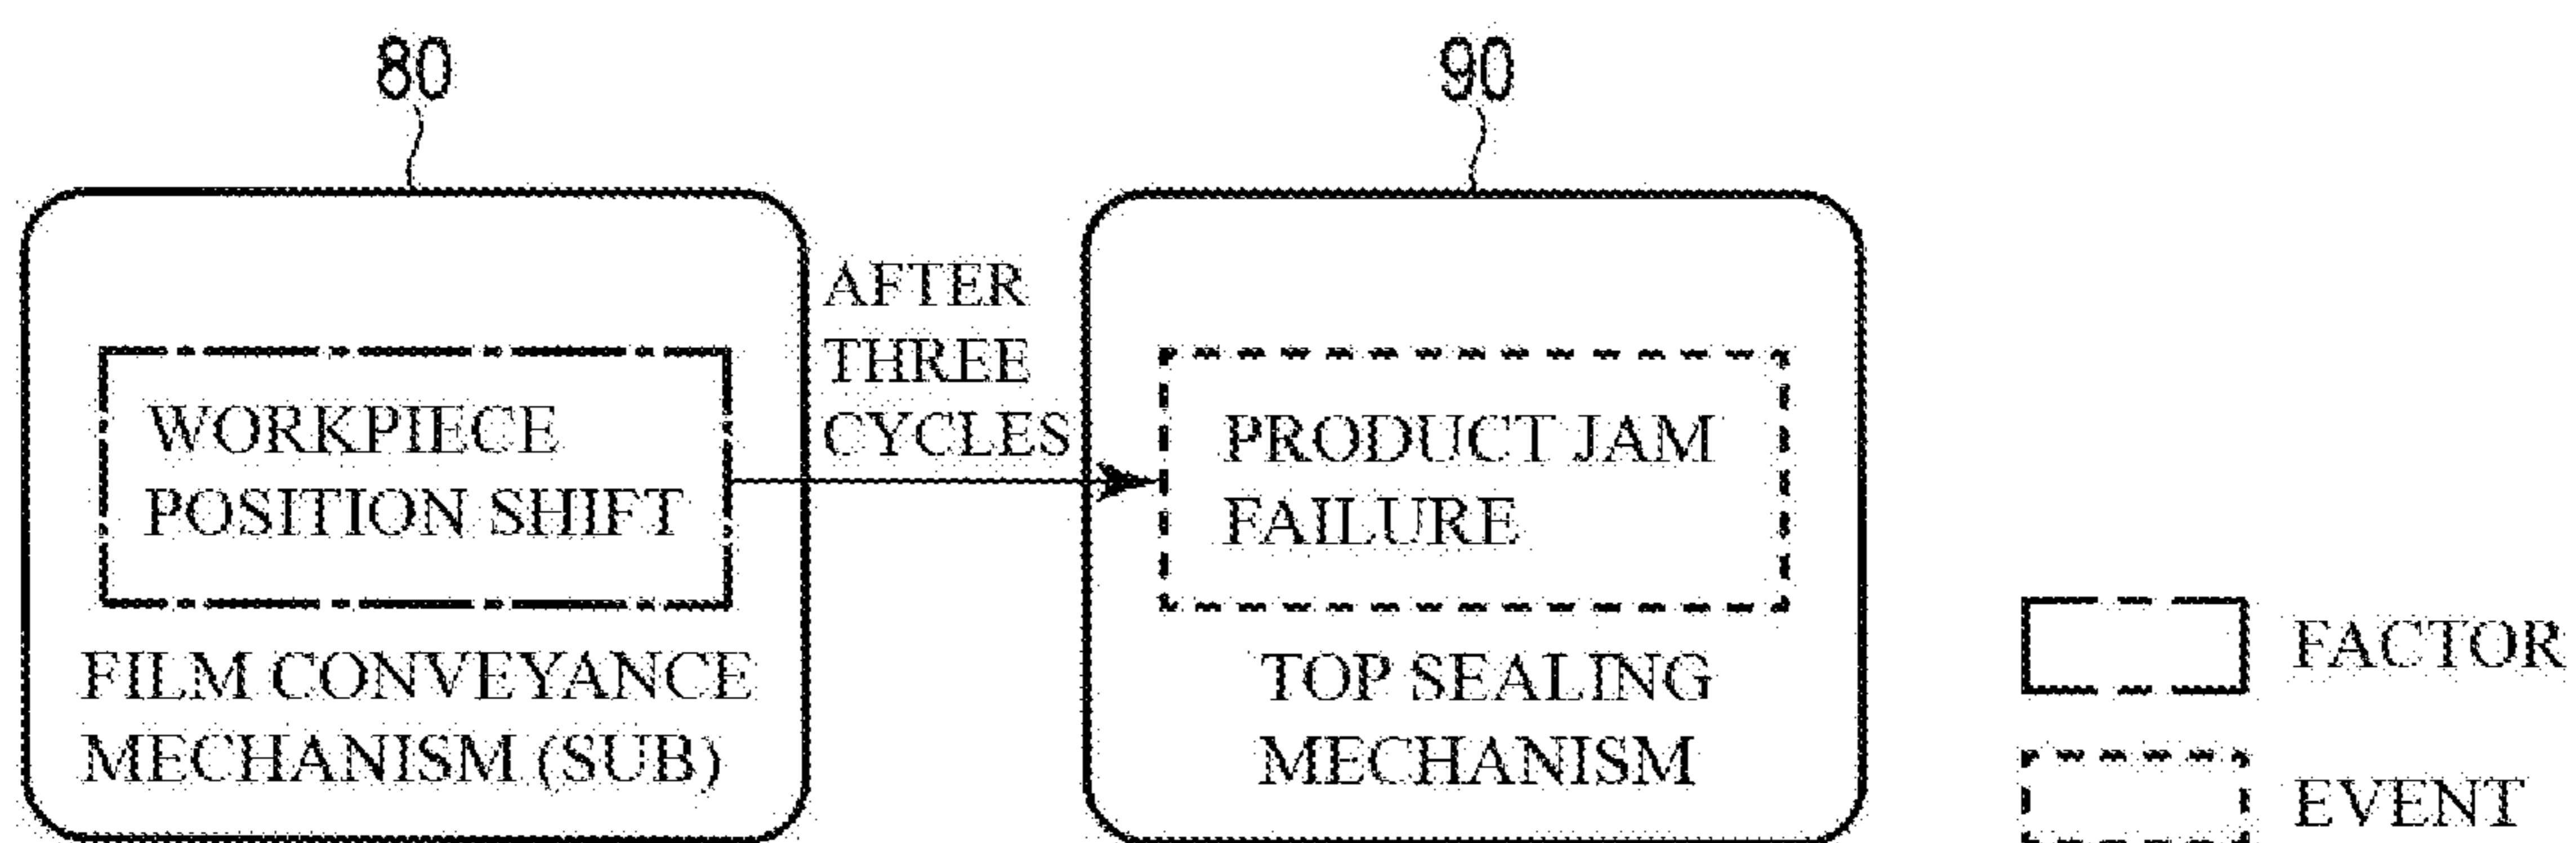 80
90
AFTER
THREE
CYCLES
WORKPIECE
POSITION SHIFT
PRODUCT JAM
FAILURE
FILM CONVEYANCE
MECHANISM (SUB)
TOP SEALING
MECHANISM
FACTOR
EVENT